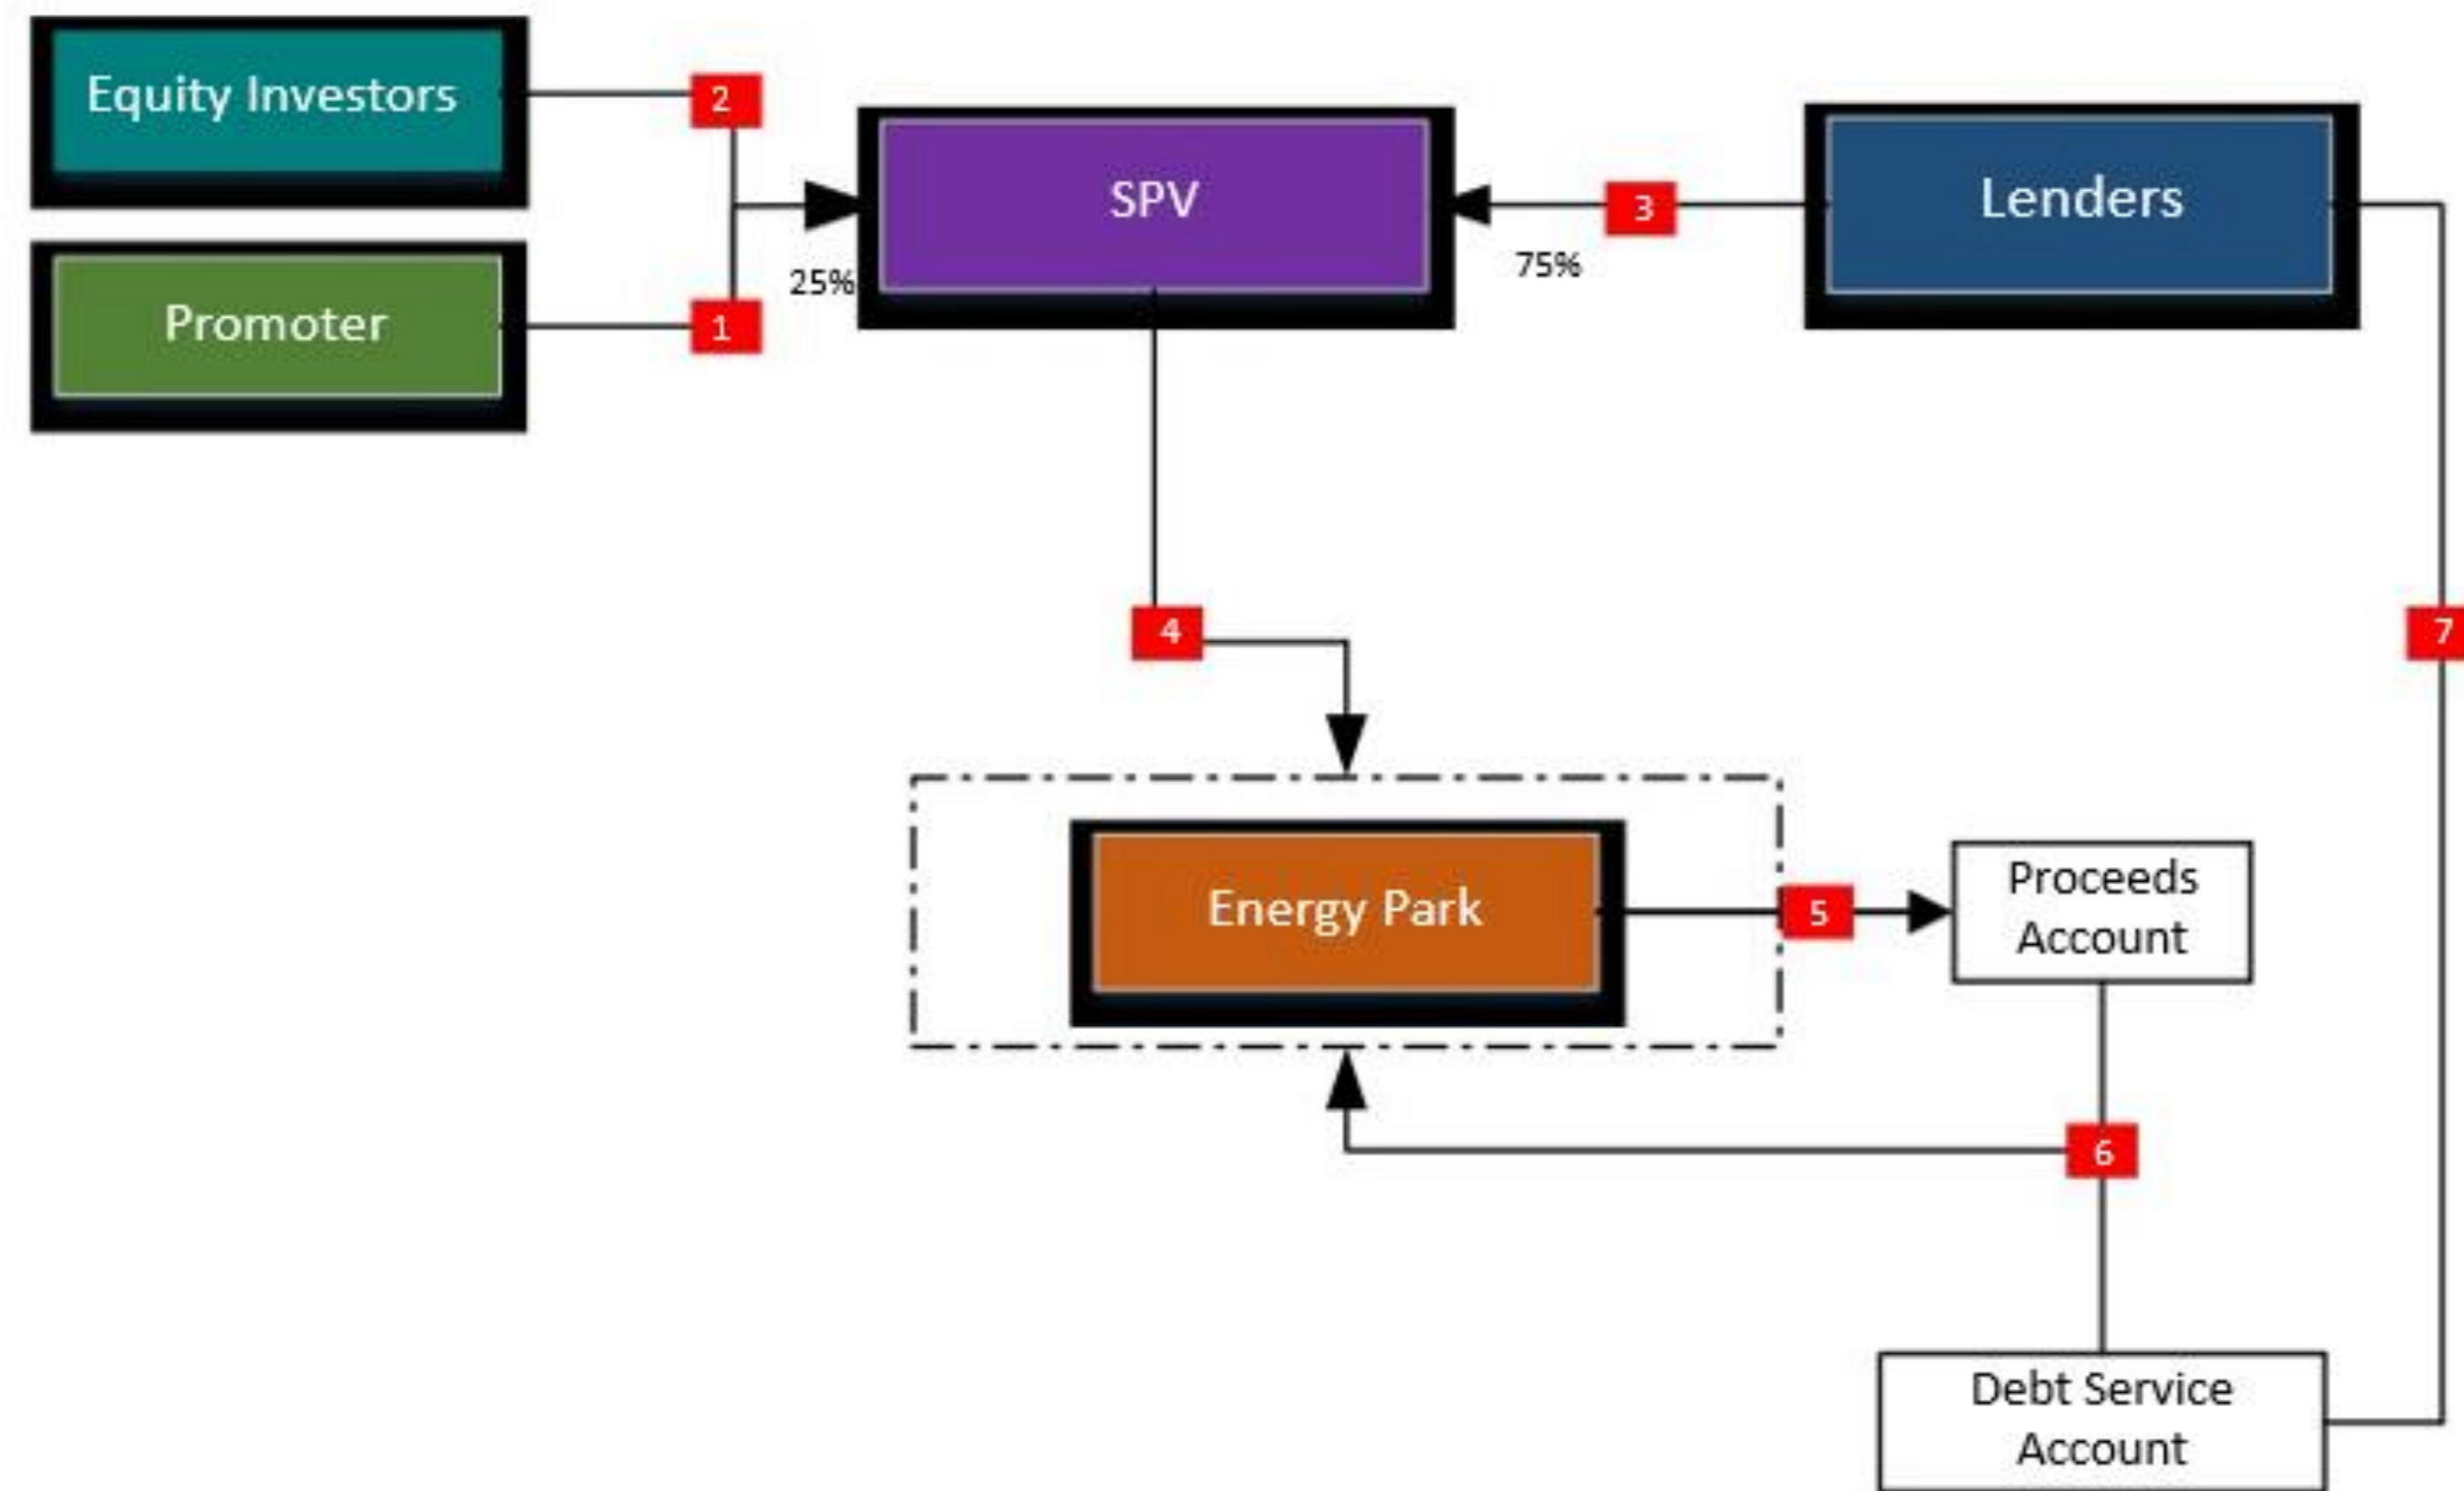 Equity Investors
2
SPV
Lenders
3
25%
75%
Promoter
1
4
7
Energy Park
5
Proceeds
Account
6
Debt Service
Account